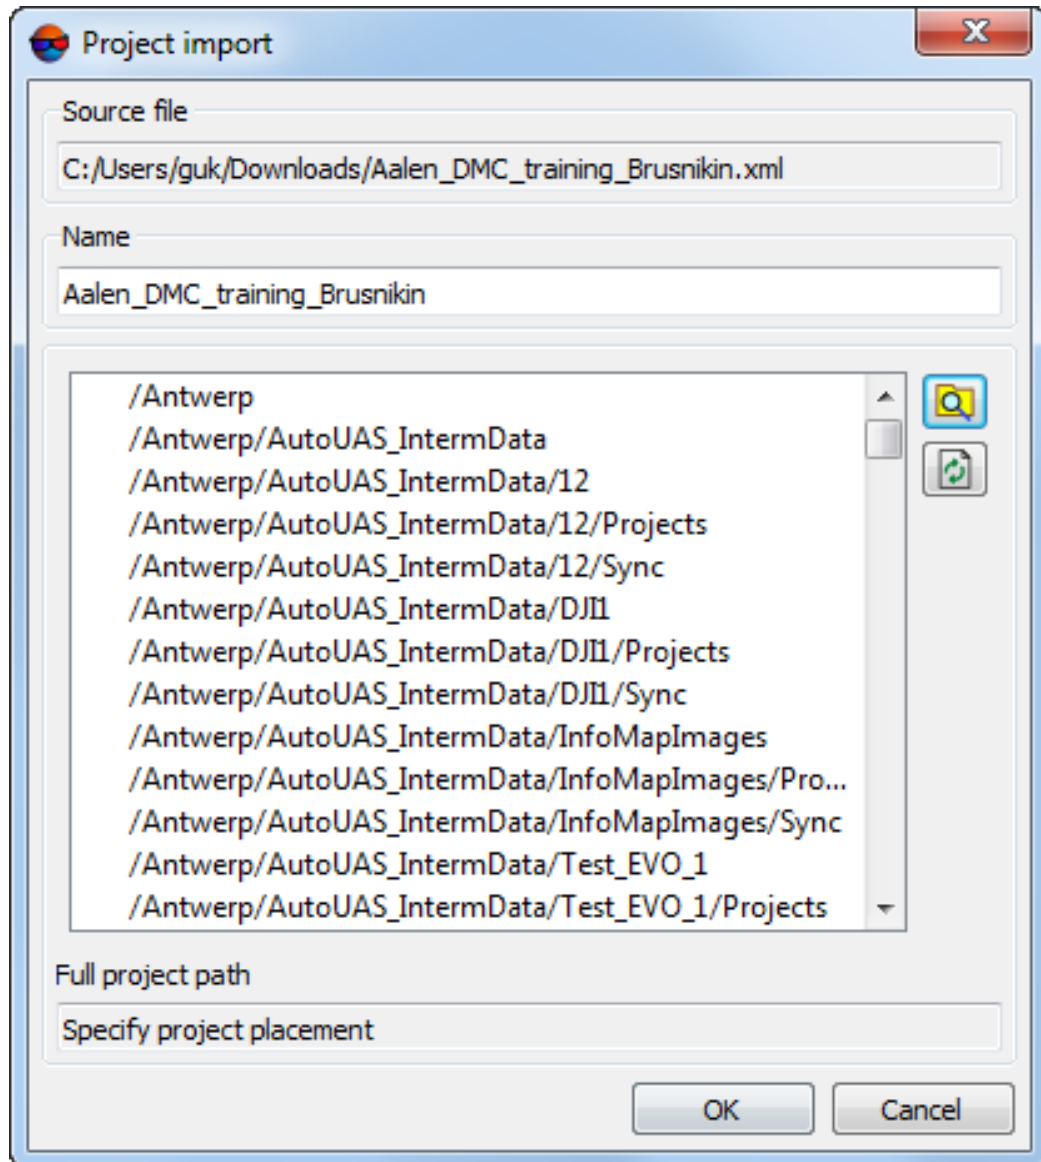 Project import
Source file
C:/Users/guk/Downloads/Aalen_DMC_training_Brusnikin.xml
Name
Aalen_DMC_training_Brusnikin
/Antwerp
/Antwerp/AutoUAS_IntermData
/Antwerp/AutoUAS_IntermData/12
/Antwerp/AutoUAS_IntermData/12/Projects
/Antwerp/AutoUAS_IntermData/12/Sync
/Antwerp/AutoUAS_IntermData/DJI1
/Antwerp/AutoUAS_IntermData/DJI1/Projects
/Antwerp/AutoUAS_IntermData/DJI1/Sync
/Antwerp/AutoUAS_IntermData/InfoMapImages
/Antwerp/AutoUAS_IntermData/InfoMapImages/Pro...
/Antwerp/AutoUAS_IntermData/InfoMapImages/Sync
/Antwerp/AutoUAS_IntermData/Test_EVO_1
/Antwerp/AutoUAS_IntermData/Test_EVO_1/Projects
Full project path
Specify project placement
OK Cancel